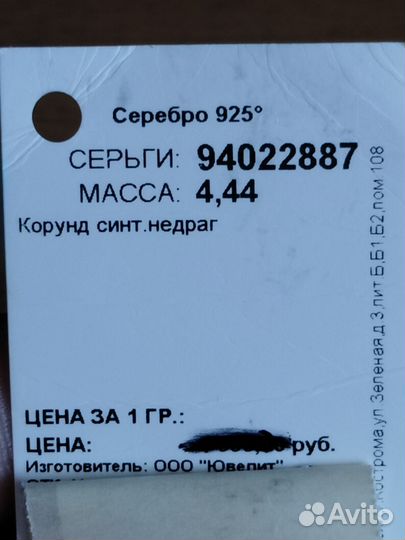 Серебро 925°
СЕРЬГИ: 94022887
МАССА: 4,44
Корунд синт.недраг
ЦЕНА ЗА 1 ГР.:
ЦЕНА: руб.
Изготовитель: ООО "Ювелит"
Кострома,ул.Зеленая,д 3,лит Б,Б1,Б2,пом 108
Avito